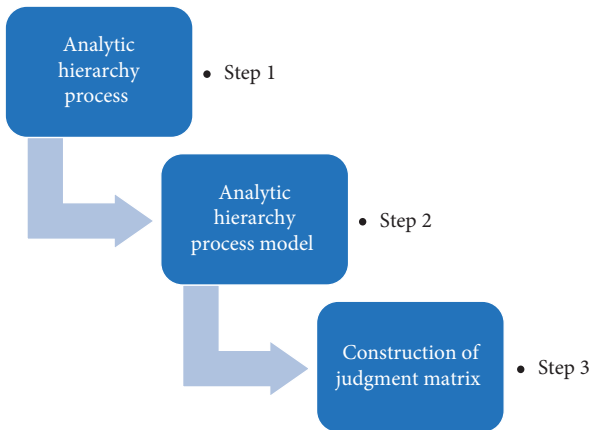 Analytic
hierarchy
process
• Step 1
Analytic
hierarchy
process model
• Step 2
Construction of
judgment matrix
• Step 3